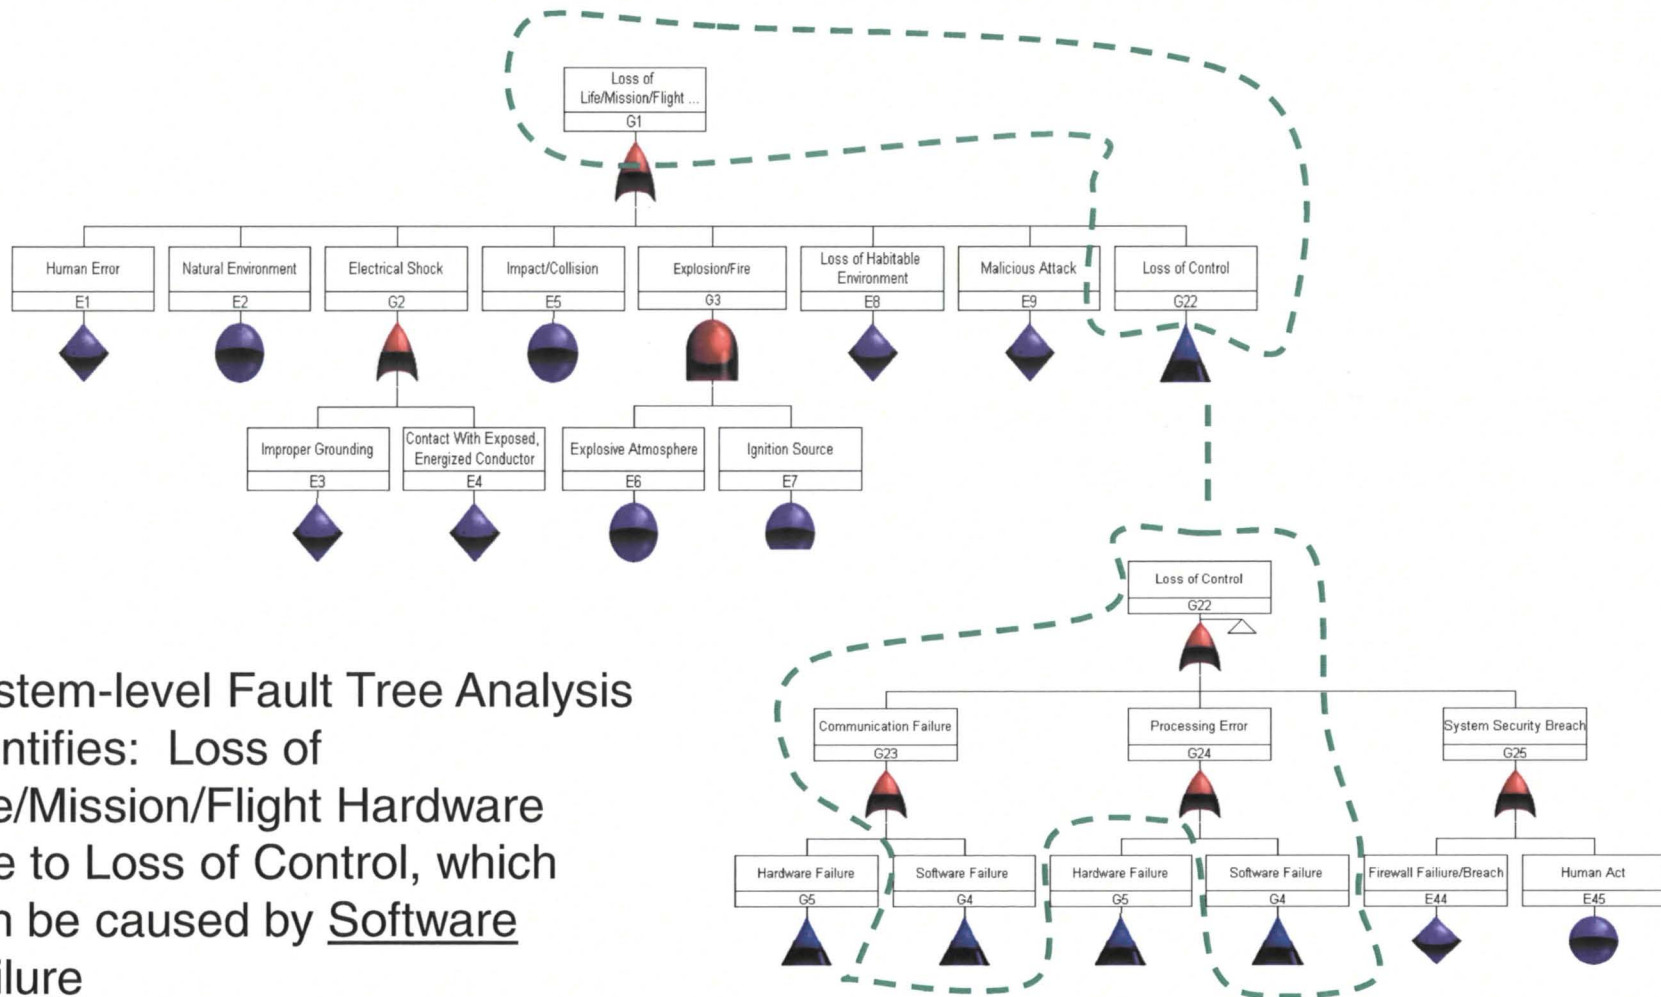 Loss of
Life/Mission/Flight ...
G1
Human Error
E1
Natural Environment
E2
Electrical Shock
G2
Impact/Collision
E5
Explosion/Fire
G3
Loss of Habitable
Environment
E8
Malicious Attack
E9
Loss of Control
G22
Improper Grounding
E3
Contact With Exposed,
Energized Conductor
E4
Explosive Atmosphere
E6
Ignition Source
E7
Loss of Control
G22
Communication Failure
G23
Processing Error
G24
System Security Breach
G25
Hardware Failure
G5
Software Failure
G4
Hardware Failure
G5
Software Failure
G4
Firewall Failiure/Breach
E44
Human Act
E45
stem-level Fault Tree Analysis
ntifies: Loss of
e/Mission/Flight Hardware
e to Loss of Control, which
n be caused by Software
ilure